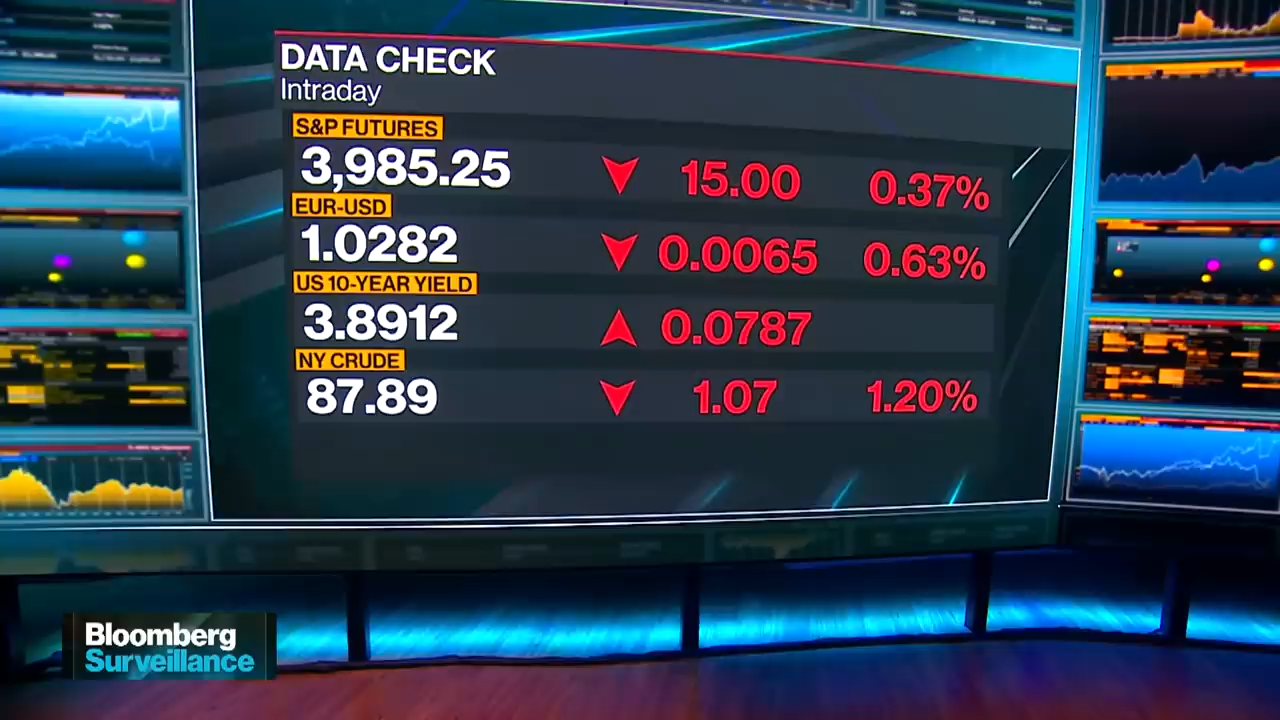 DATA CHECK
Intraday
S&P FUTURES
3,985.25 15.00 0.37%
EUR-USD
1.0282 0.0065 0.63%
US 10-YEAR YIELD
3.8912 0.0787
NY CRUDE
87.89 1.07 1.20%
Bloomberg
Surveillance